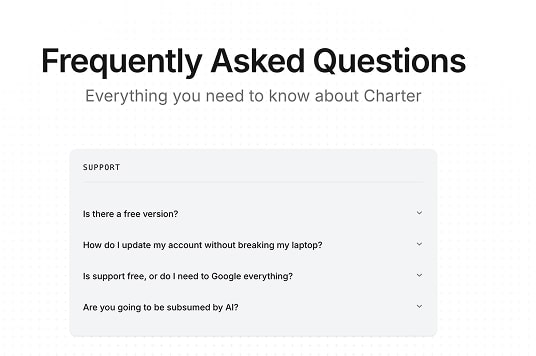 Frequently Asked Questions
Everything you need to know about Charter
SUPPORT
Is there a free version?
How do I update my account without breaking my laptop?
Is support free, or do I need to Google everything?
Are you going to be subsumed by AI?